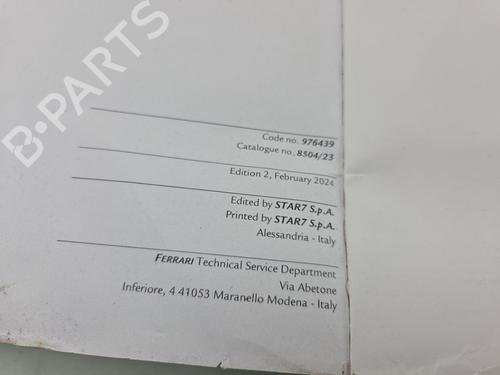 B-PARTS
Code no. 976439
Catalogue no. 8504/23
Edition 2, February 2024
Edited by STAR7 S.p.A.
Printed by STAR7 S.p.A.
Alessandria - Italy
FERRARI Technical Service Department
Via Abetone
Inferiore, 4 41053 Maranello Modena - Italy